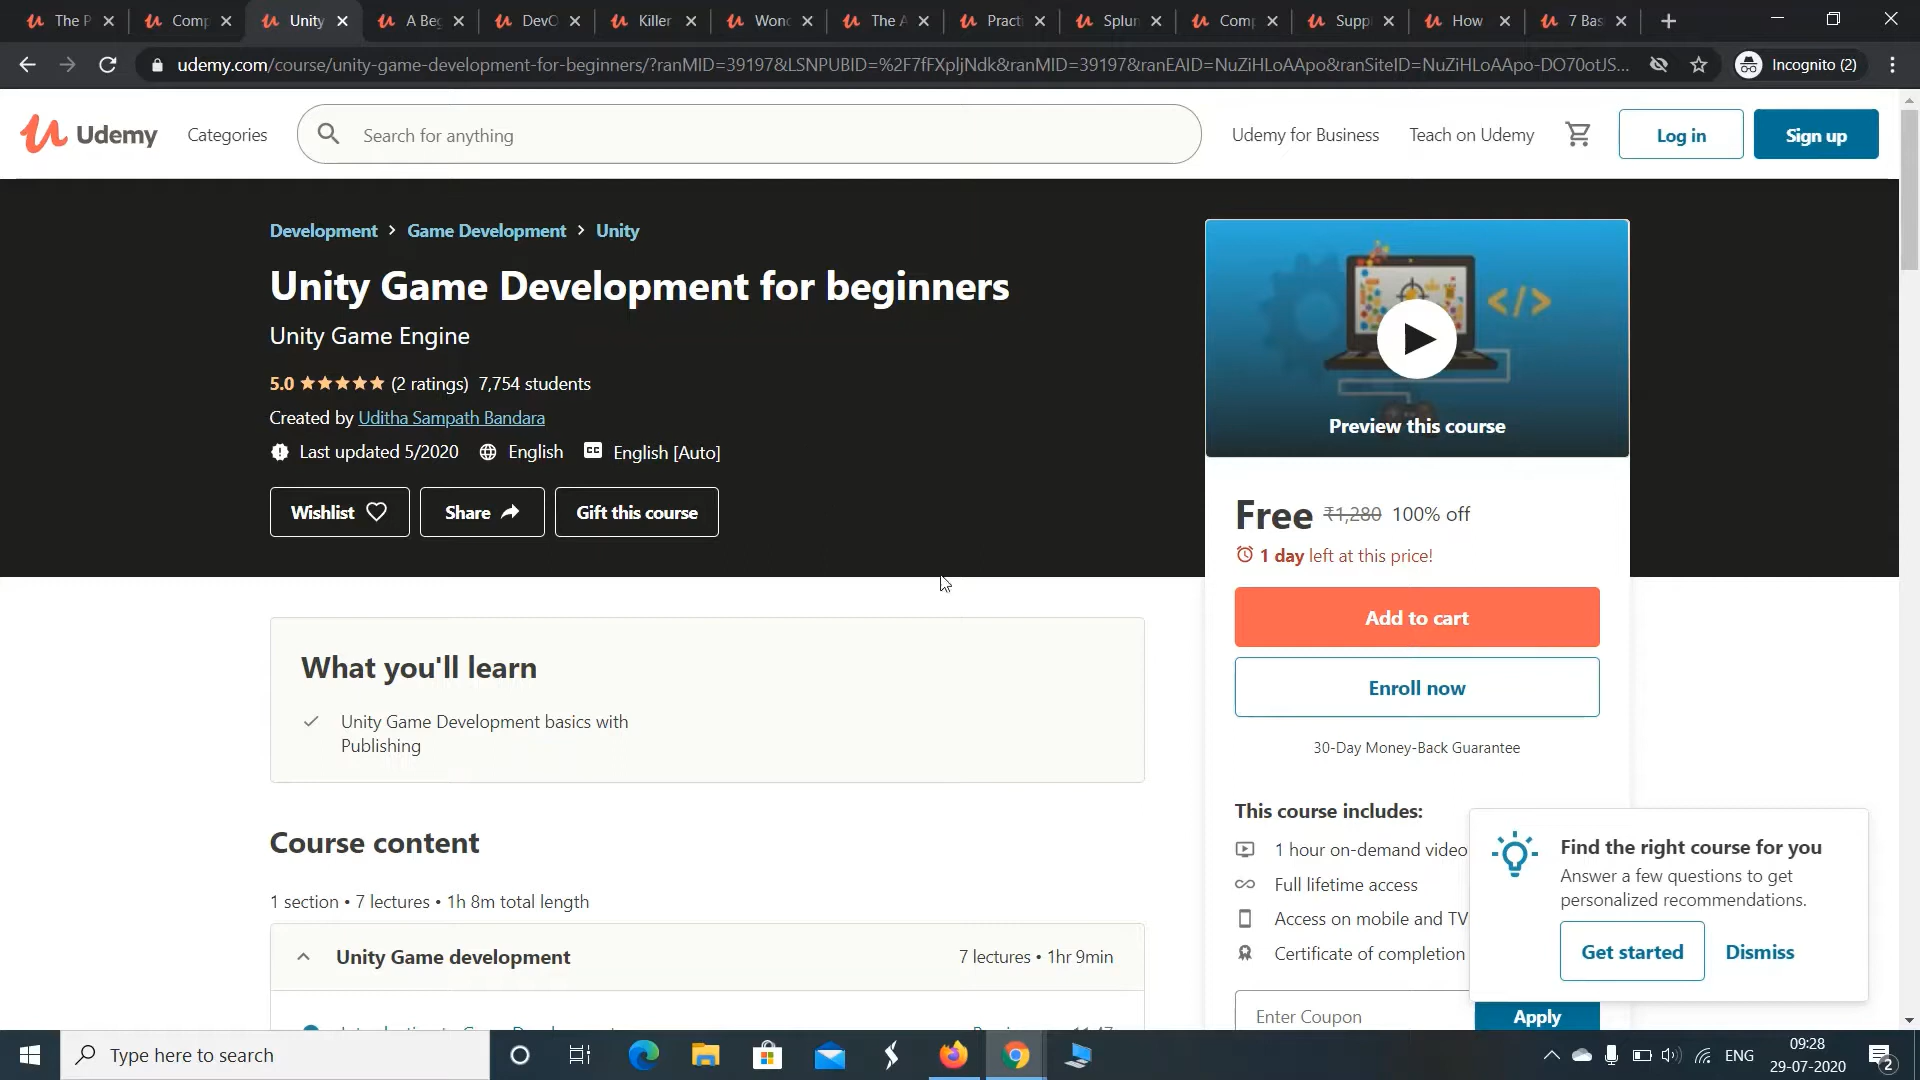 The P
Comp
Unity
A Be
DevO
Killer
Won
The A
Pract
Splun
Comp
Supp
How
7 Bas
udemy.com/course/unity-game-development-for-beginners/?ranMID=39197&LSNPUBID=%2F7fFXpljNdk&ranMID=39197&ranEAID=NuZiHLoAApo&ranSiteID=NuZiHLoAApo-DO70otJS...
Incognito (2)
Udemy
Categories
Search for anything
Udemy for Business
Teach on Udemy
Log in
Sign up
Development > Game Development > Unity
Unity Game Development for beginners
Unity Game Engine
5.0 (2 ratings) 7,754 students
Created by Uditha Sampath Bandara
Last updated 5/2020 English CC English [Auto]
Wishlist
Share
Gift this course
</>
Preview this course
Free ₹1,280 100% off
1 day left at this price!
Add to cart
Enroll now
30-Day Money-Back Guarantee
What you'll learn
Unity Game Development basics with
Publishing
Course content
1 section • 7 lectures • 1h 8m total length
Unity Game development
7 lectures • 1hr 9min
This course includes:
1 hour on-demand video
Full lifetime access
Access on mobile and TV
Certificate of completion
Enter Coupon
Apply
Find the right course for you
Answer a few questions to get
personalized recommendations.
Get started
Dismiss
Type here to search
ENG
09:28
29-07-2020
2